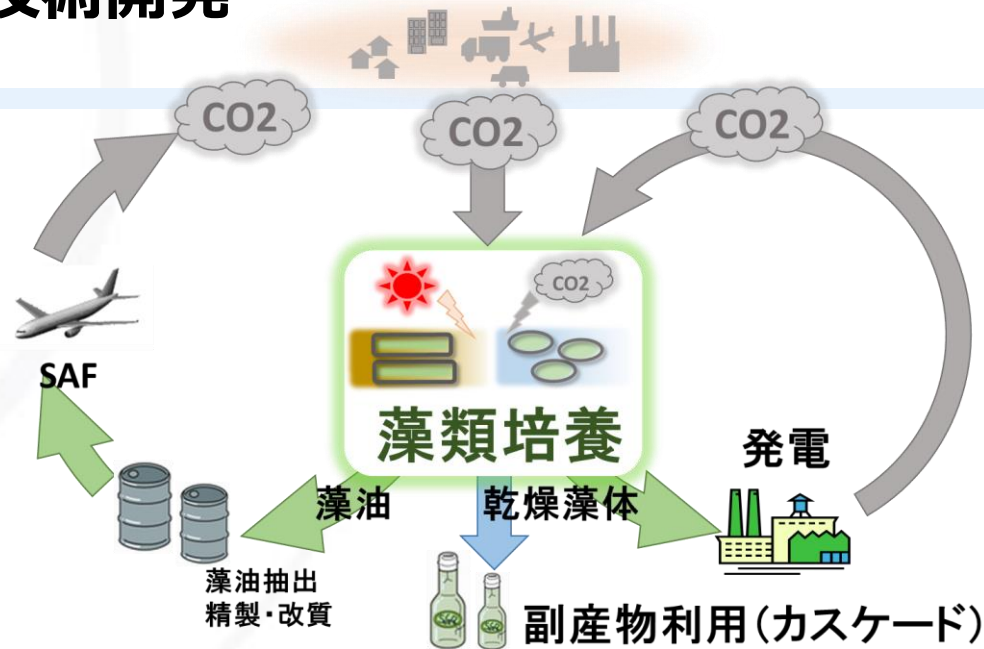 技術開発
CO2
CO2
CO2
CO2
SAF
藻類培養
発電
藻油
乾燥藻体
藻油抽出
精製・改質
副産物利用(カスケード)